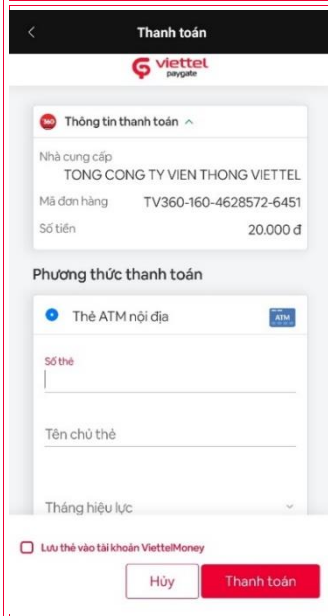 Thanh toán
viettel
paygate
360 Thông tin thanh toán
Nhà cung cấp
TONG CONG TY VIEN THONG VIETTEL
Mã đơn hàng TV360-160-4628572-6451
Số tiền 20.000 đ
Phương thức thanh toán
Thẻ ATM nội địa ATM
Số thẻ
Tên chủ thẻ
Tháng hiệu lực
Lưu thẻ vào tài khoản ViettelMoney
Hủy Thanh toán